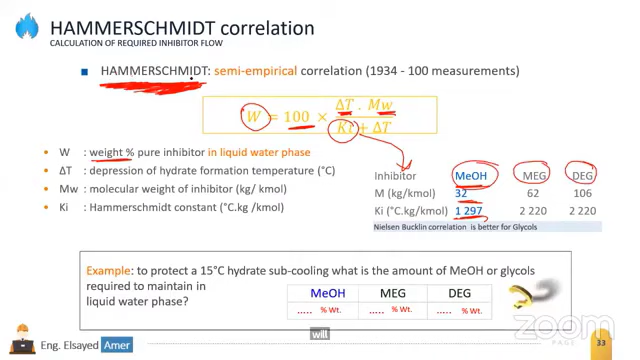 HAMMERSCHMIDT correlation
CALCULATION OF REQUIRED INHIBITOR FLOW
HAMMERSCHMIDT: semi-empirical correlation (1934 - 100 measurements)
W = 100 × ΔT . Mw / Ki + ΔT
W : weight % pure inhibitor in liquid water phase
ΔT : depression of hydrate formation temperature (°C)
Mw : molecular weight of inhibitor (kg/ kmol)
Ki : Hammerschmidt constant (°C.kg /kmol)
Inhibitor MeOH MEG DEG
M (kg/kmol) 32 62 106
Ki (°C.kg/kmol) 1 297 2 220 2 220
Nielsen Bucklin correlation is better for Glycols
Example: to protect a 15°C hydrate sub-cooling what is the amount of MeOH or glycols
required to maintain in
liquid water phase?
MeOH MEG DEG
..... % Wt. ..... % Wt. ..... % Wt.
will
zoom
PAGE
33
Eng. Elsayed Amer